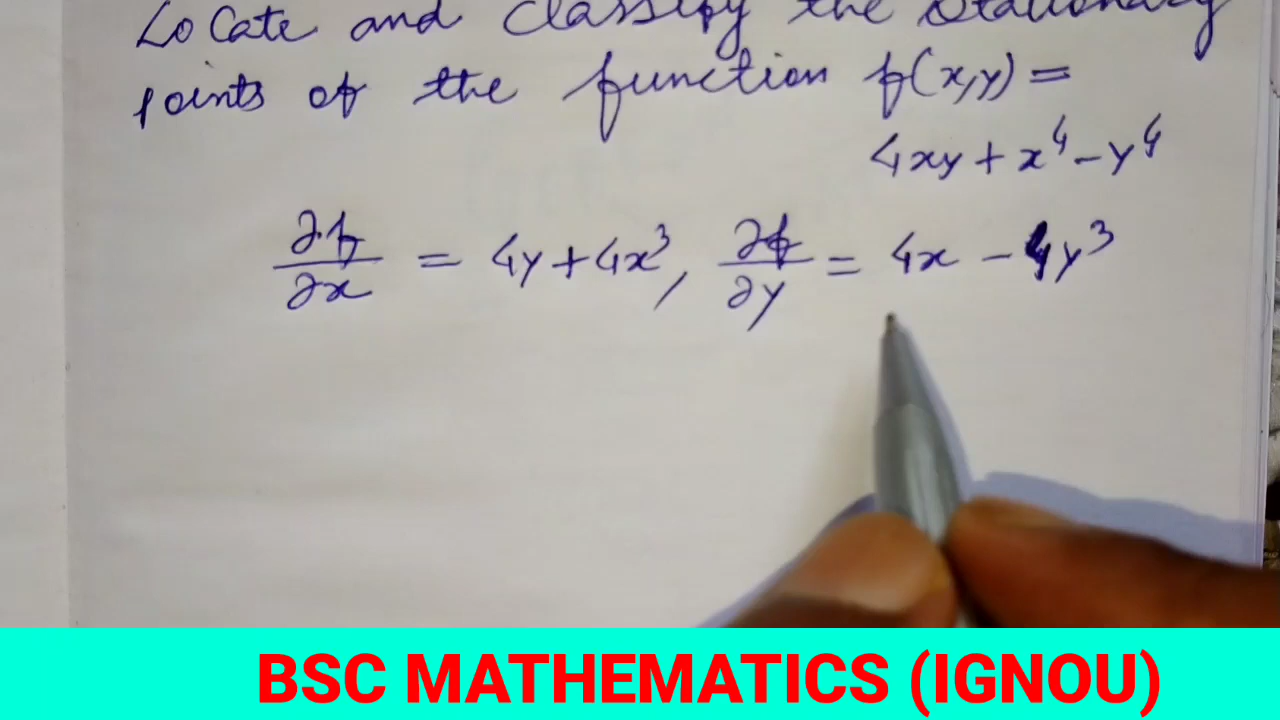 Locate and classify the stationary
points of the function f(x,y) =
4xy + x⁴ - y⁴
∂f/∂x = 4y + 4x³, ∂f/∂y = 4x - 4y³
BSC MATHEMATICS (IGNOU)